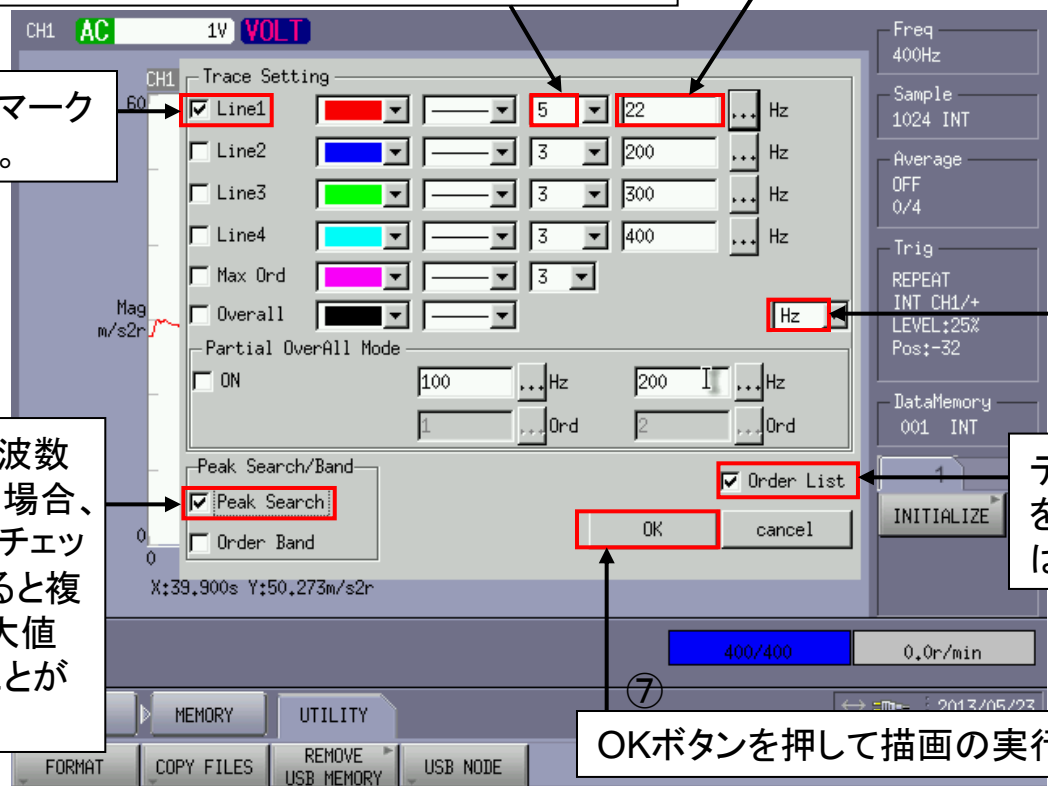 CH1 AC 1V VOLT
Freq
400Hz
CH1
Trace Setting
60
マーク
。
Line1 5 22 ... Hz
Sample
1024 INT
Line2 3 200 ... Hz
Average
OFF
0/4
Line3 3 300 ... Hz
Line4 3 400 ... Hz
Trig
REPEAT
INT CH1/+
LEVEL:25%
Pos:-32
Max Ord 3
Mag
m/s2r
Overall
Hz
Partial OverAll Mode
ON 100 ...Hz 200 ...Hz
1 ...Ord 2 ...Ord
DataMemory
001 INT
波数
場合、
チェッ
ると複
大値
とが
Peak Search/Band
Peak Search
Order Band
Order List
1
INITIALIZE
デ
を
は
OK cancel
0
0
X:39.900s Y:50.273m/s2r
400/400 0.0r/min
⑦
MEMORY UTILITY
2013/05/23
OKボタンを押して描画の実行
FORMAT COPY FILES REMOVE USB MEMORY USB NODE